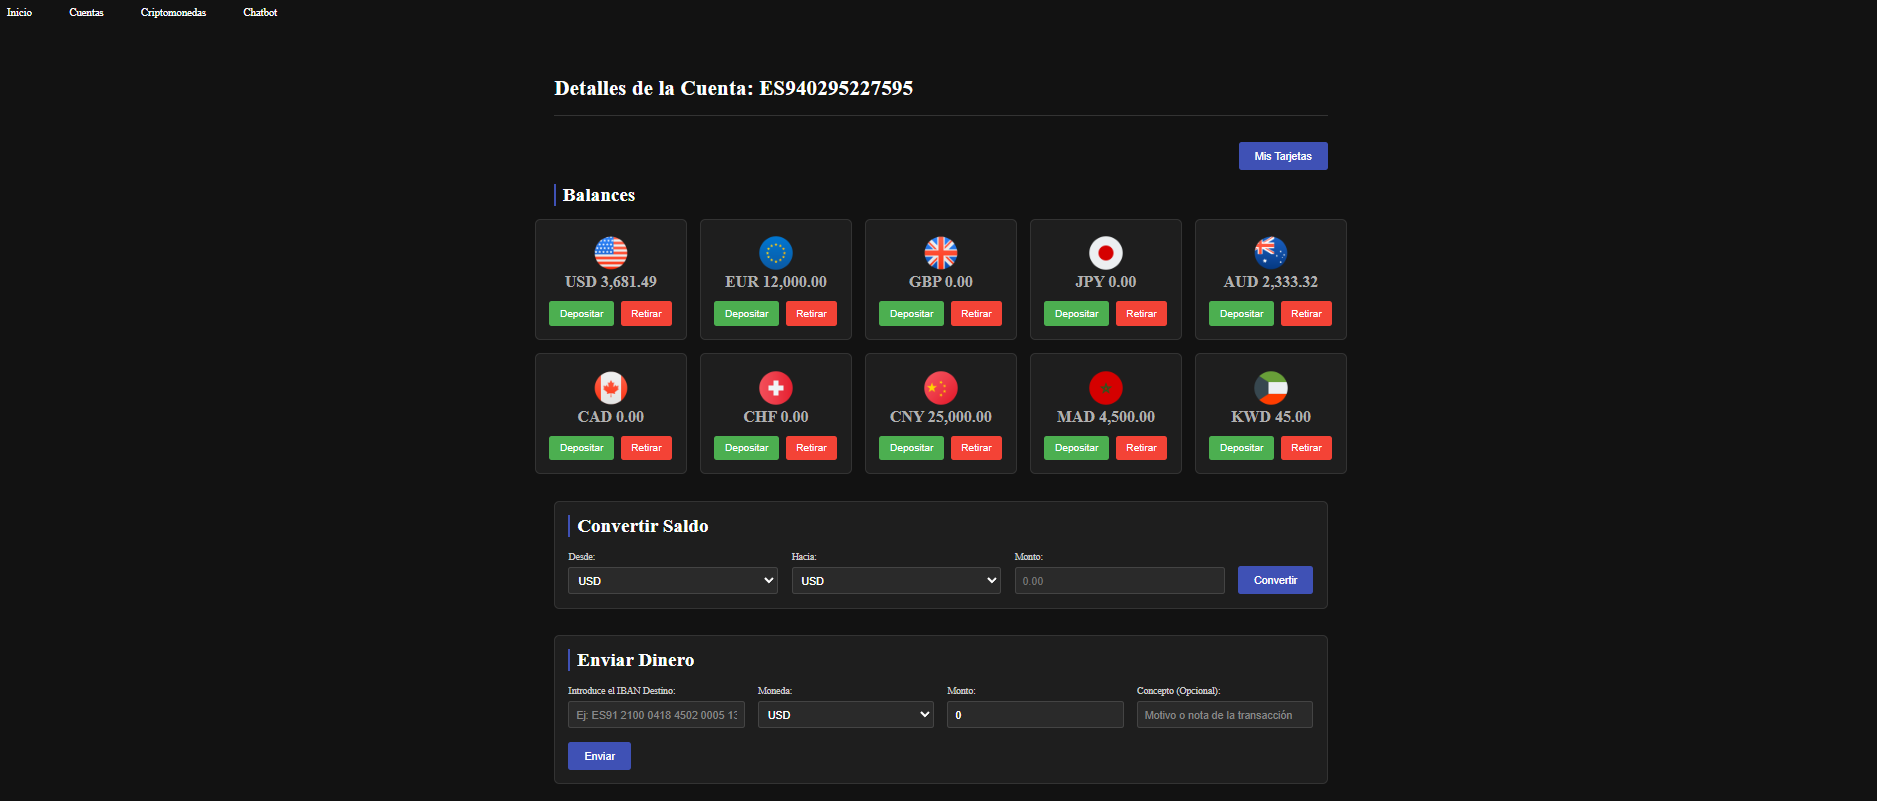 Inicio Cuentas Criptomonedas Chatbot
Detalles de la Cuenta: ES940295227595
Mis Tarjetas
Balances
USD 3,681.49 EUR 12,000.00 GBP 0.00 JPY 0.00 AUD 2,333.32
Depositar Retirar Depositar Retirar Depositar Retirar Depositar Retirar Depositar Retirar
CAD 0.00 CHF 0.00 CNY 25,000.00 MAD 4,500.00 KWD 45.00
Depositar Retirar Depositar Retirar Depositar Retirar Depositar Retirar Depositar Retirar
Convertir Saldo
Desde: Hacia: Monto:
USD USD 0.00 Convertir
Enviar Dinero
Introduce el IBAN Destino: Moneda: Monto: Concepto (Opcional):
Ej: ES91 2100 0418 4502 0005 13 USD 0 Motivo o nota de la transacción
Enviar